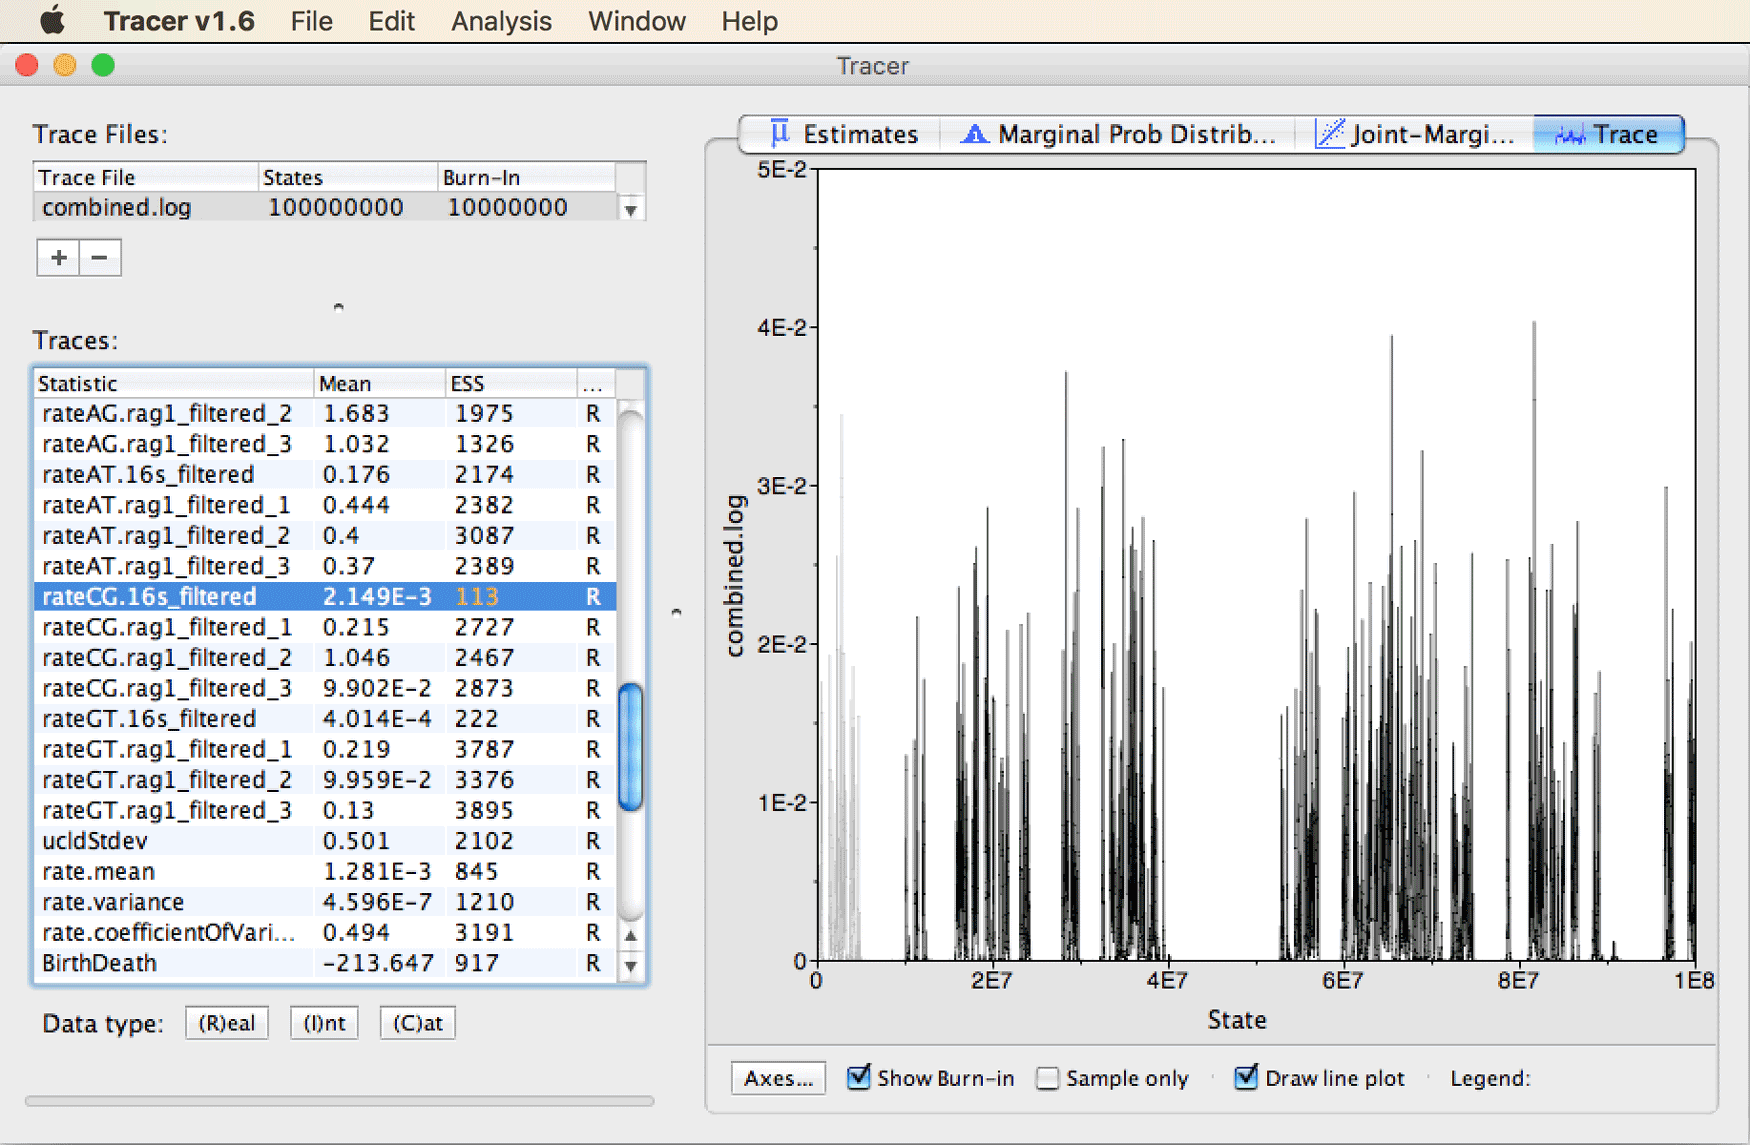 Tracer v1.6 File Edit Analysis Window Help
Tracer
Trace Files:
Trace File States Burn-In
combined.log 100000000 10000000
+ −
Traces:
Statistic Mean ESS ...
rateAG.rag1_filtered_2 1.683 1975 R
rateAG.rag1_filtered_3 1.032 1326 R
rateAT.16s_filtered 0.176 2174 R
rateAT.rag1_filtered_1 0.444 2382 R
rateAT.rag1_filtered_2 0.4 3087 R
rateAT.rag1_filtered_3 0.37 2389 R
rateCG.16s_filtered 2.149E-3 113 R
rateCG.rag1_filtered_1 0.215 2727 R
rateCG.rag1_filtered_2 1.046 2467 R
rateCG.rag1_filtered_3 9.902E-2 2873 R
rateGT.16s_filtered 4.014E-4 222 R
rateGT.rag1_filtered_1 0.219 3787 R
rateGT.rag1_filtered_2 9.959E-2 3376 R
rateGT.rag1_filtered_3 0.13 3895 R
ucldStdev 0.501 2102 R
rate.mean 1.281E-3 845 R
rate.variance 4.596E-7 1210 R
rate.coefficientOfVari... 0.494 3191 R
BirthDeath -213.647 917 R
Data type: (R)eal (I)nt (C)at
Estimates Marginal Prob Distrib... Joint-Margi... Trace
5E-2
4E-2
3E-2
2E-2
1E-2
0
combined.log
0 2E7 4E7 6E7 8E7 1E8
State
Axes... Show Burn-in Sample only Draw line plot Legend: